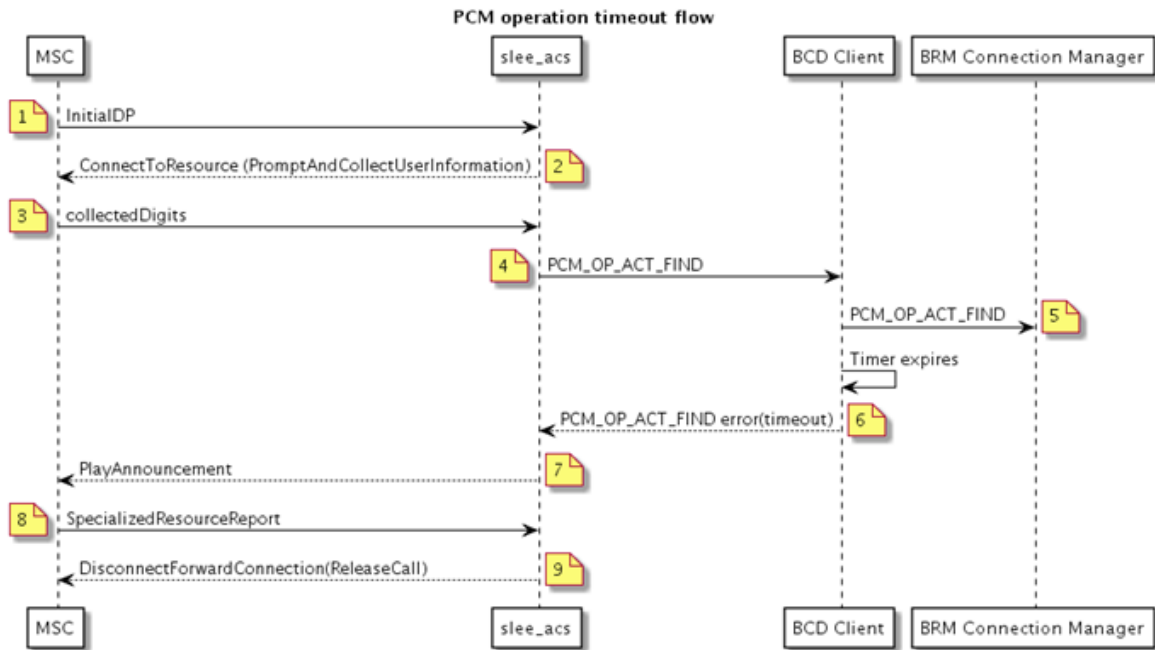 PCM operation timeout flow
MSC slee_acs BCD Client BRM Connection Manager
1 InitialDP
ConnectToResource (PromptAndCollectUserInformation) 2
3 collectedDigits
4 PCM_OP_ACT_FIND
PCM_OP_ACT_FIND 5
Timer expires
PCM_OP_ACT_FIND error(timeout) 6
PlayAnnouncement 7
8 SpecializedResourceReport
DisconnectForwardConnection(ReleaseCall) 9
MSC slee_acs BCD Client BRM Connection Manager